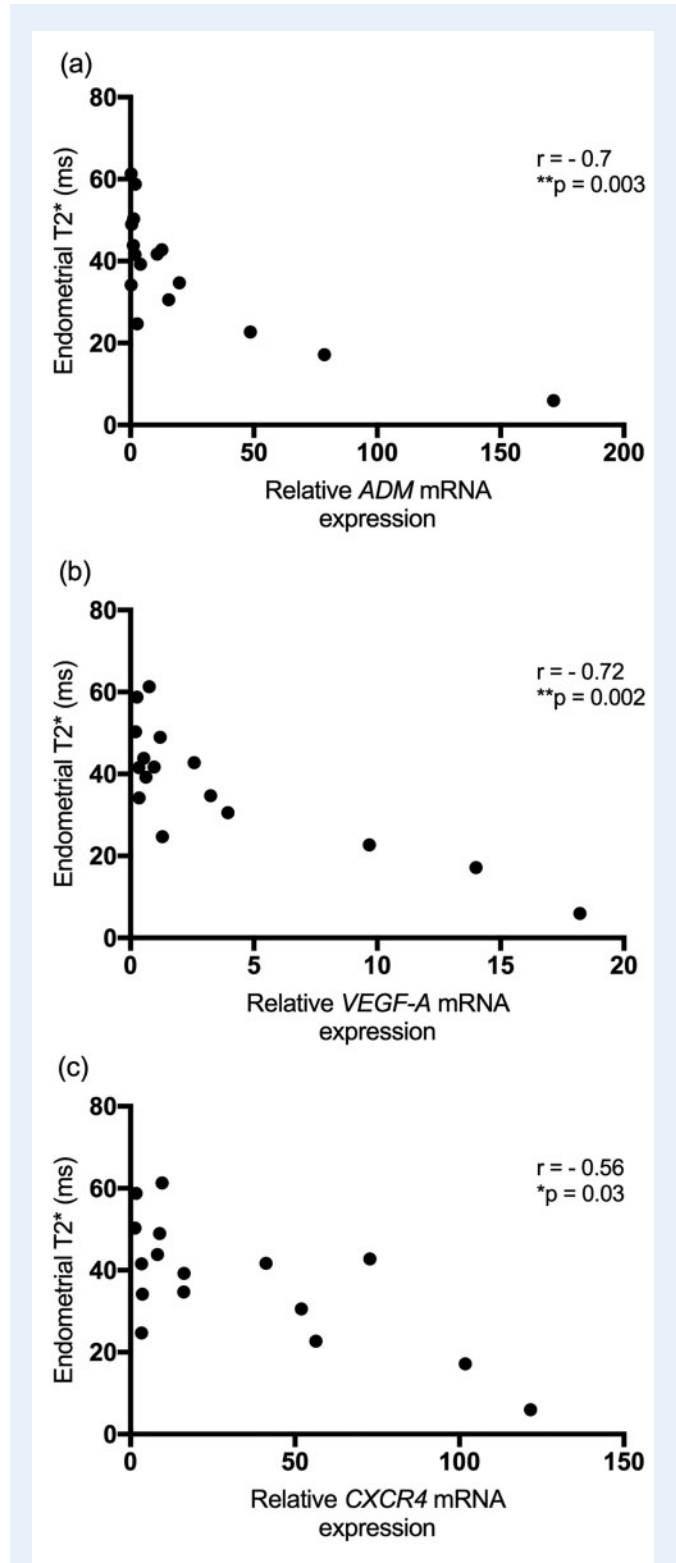 (a)
80
60
40
20
0
Endometrial T2* (ms)
r = - 0.7
**p = 0.003
0 50 100 150 200
Relative ADM mRNA
expression
(b)
80
60
40
20
0
Endometrial T2* (ms)
r = - 0.72
**p = 0.002
0 5 10 15 20
Relative VEGF-A mRNA
expression
(c)
80
60
40
20
0
Endometrial T2* (ms)
r = - 0.56
*p = 0.03
0 50 100 150
Relative CXCR4 mRNA
expression